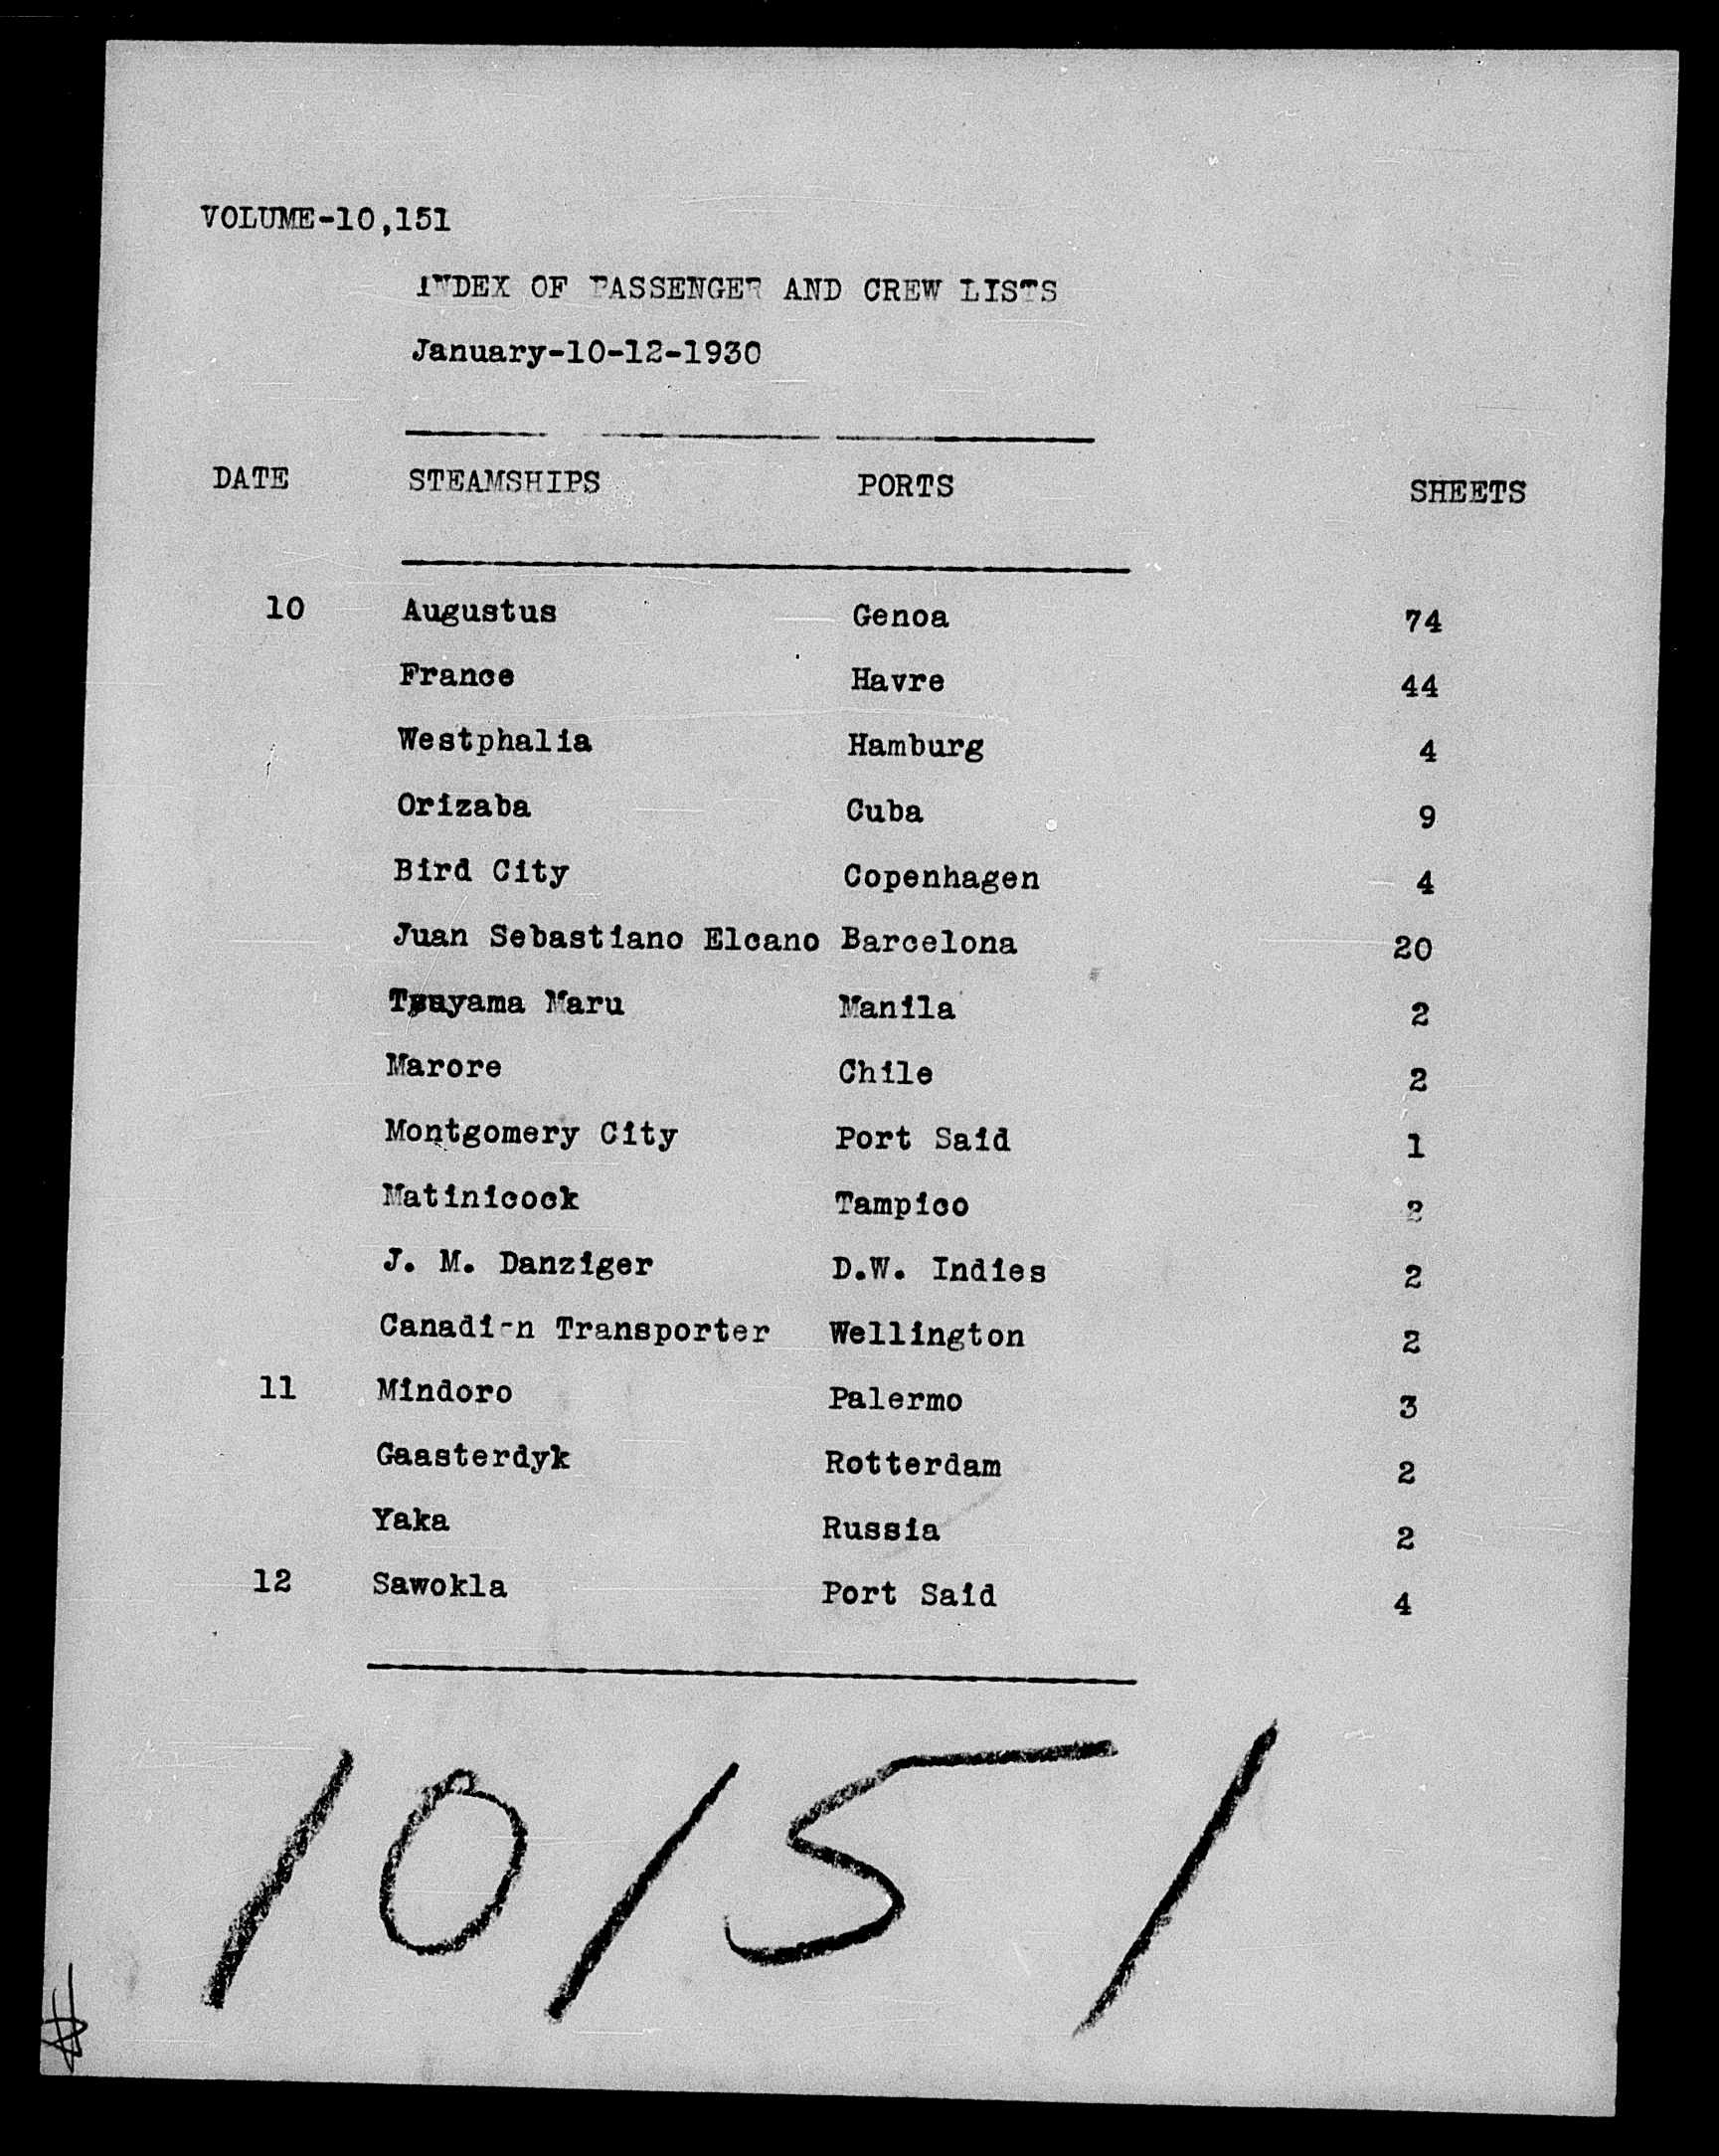 VOLUME-10,151
INDEX OF PASSENGER AND CREW LISTS
January-10-12-1930
DATE STEAMSHIPS PORTS SHEETS
10 Augustus Genoa 74
France Havre 44
Westphalia Hamburg 4
Orizaba Cuba 9
Bird City Copenhagen 4
Juan Sebastiano Elcano Barcelona 20
Maru Manila 2
Marore Chile 2
Montgomery City Port Said 1
Matinicock Tampico 2
J. M. Danziger D.W. Indies 2
Canadian Transporter Wellington 2
11 Mindoro Palermo 3
Gaasterdyk Rotterdam 2
Yaka Russia 2
12 Sawokla Port Said 4
10151